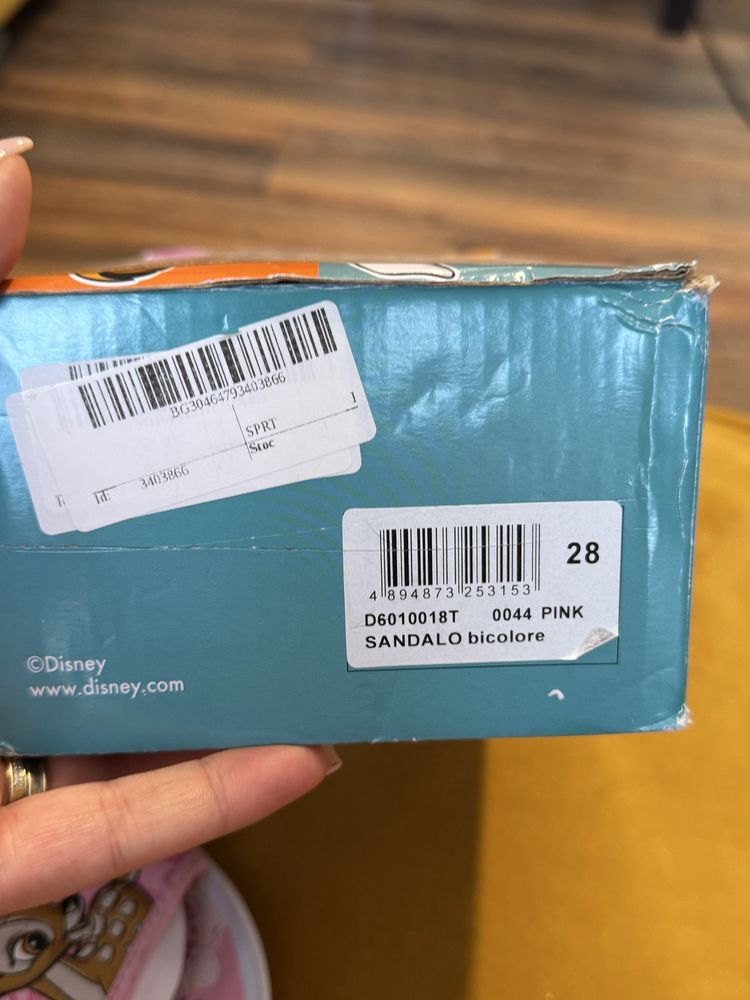 BG30464793403866
SPRT
Stoc
Id: 3403866
28
4 894873 253153
D6010018T 0044 PINK
SANDALO bicolore
©Disney
www.disney.com